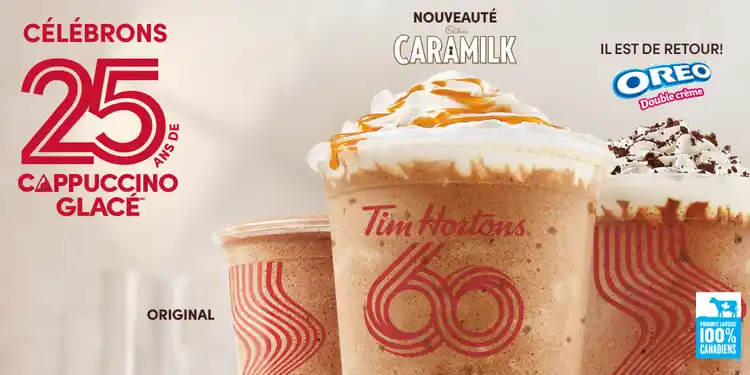 CÉLÉBRONS
25
ANS DE
CAPPUCCINO
GLACÉ
NOUVEAUTÉ
Cadbury
CARAMILK
IL EST DE RETOUR!
OREO
Double crème
Tim Hortons
60
ORIGINAL
PRODUITS LAITIERS
100%
CANADIENS